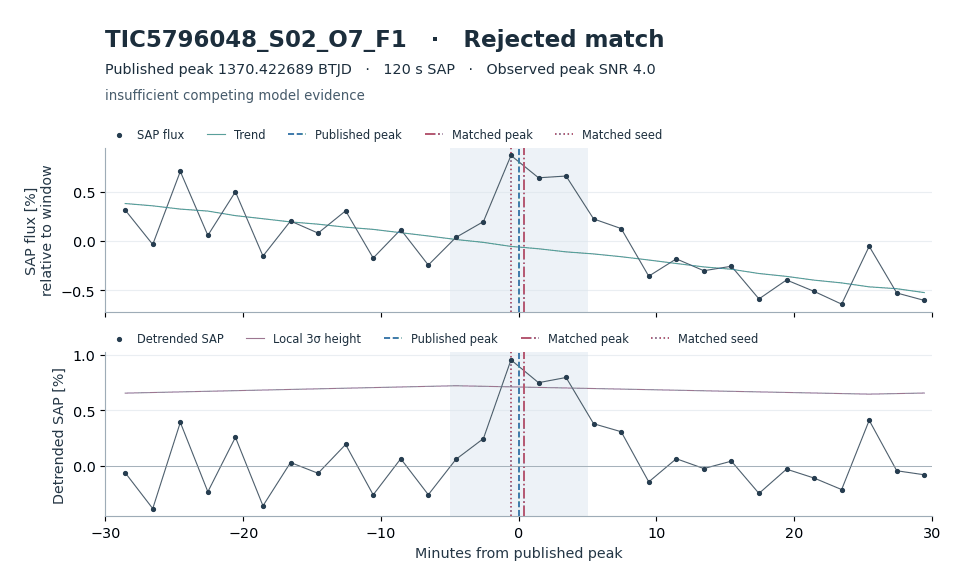 TIC5796048_S02_O7_F1 · Rejected match
Published peak 1370.422689 BTJD · 120 s SAP · Observed peak SNR 4.0
insufficient competing model evidence
SAP flux Trend Published peak Matched peak Matched seed
SAP flux [%]
relative to window
0.5
0.0
−0.5
Detrended SAP Local 3σ height Published peak Matched peak Matched seed
Detrended SAP [%]
1.0
0.5
0.0
−30 −20 −10 0 10 20 30
Minutes from published peak